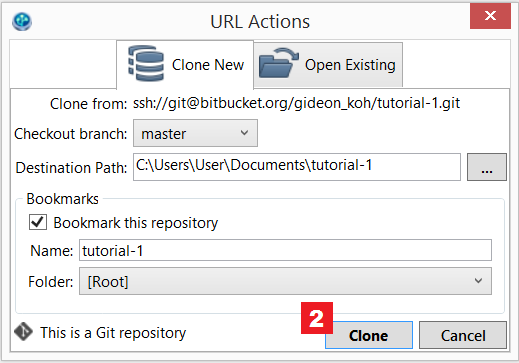 URL Actions
Clone New
Open Existing
Clone from: ssh://git@bitbucket.org/gideon_koh/tutorial-1.git
Checkout branch: master
Destination Path: C:\Users\User\Documents\tutorial-1 ...
Bookmarks
Bookmark this repository
Name: tutorial-1
Folder: [Root]
2
This is a Git repository
Clone
Cancel